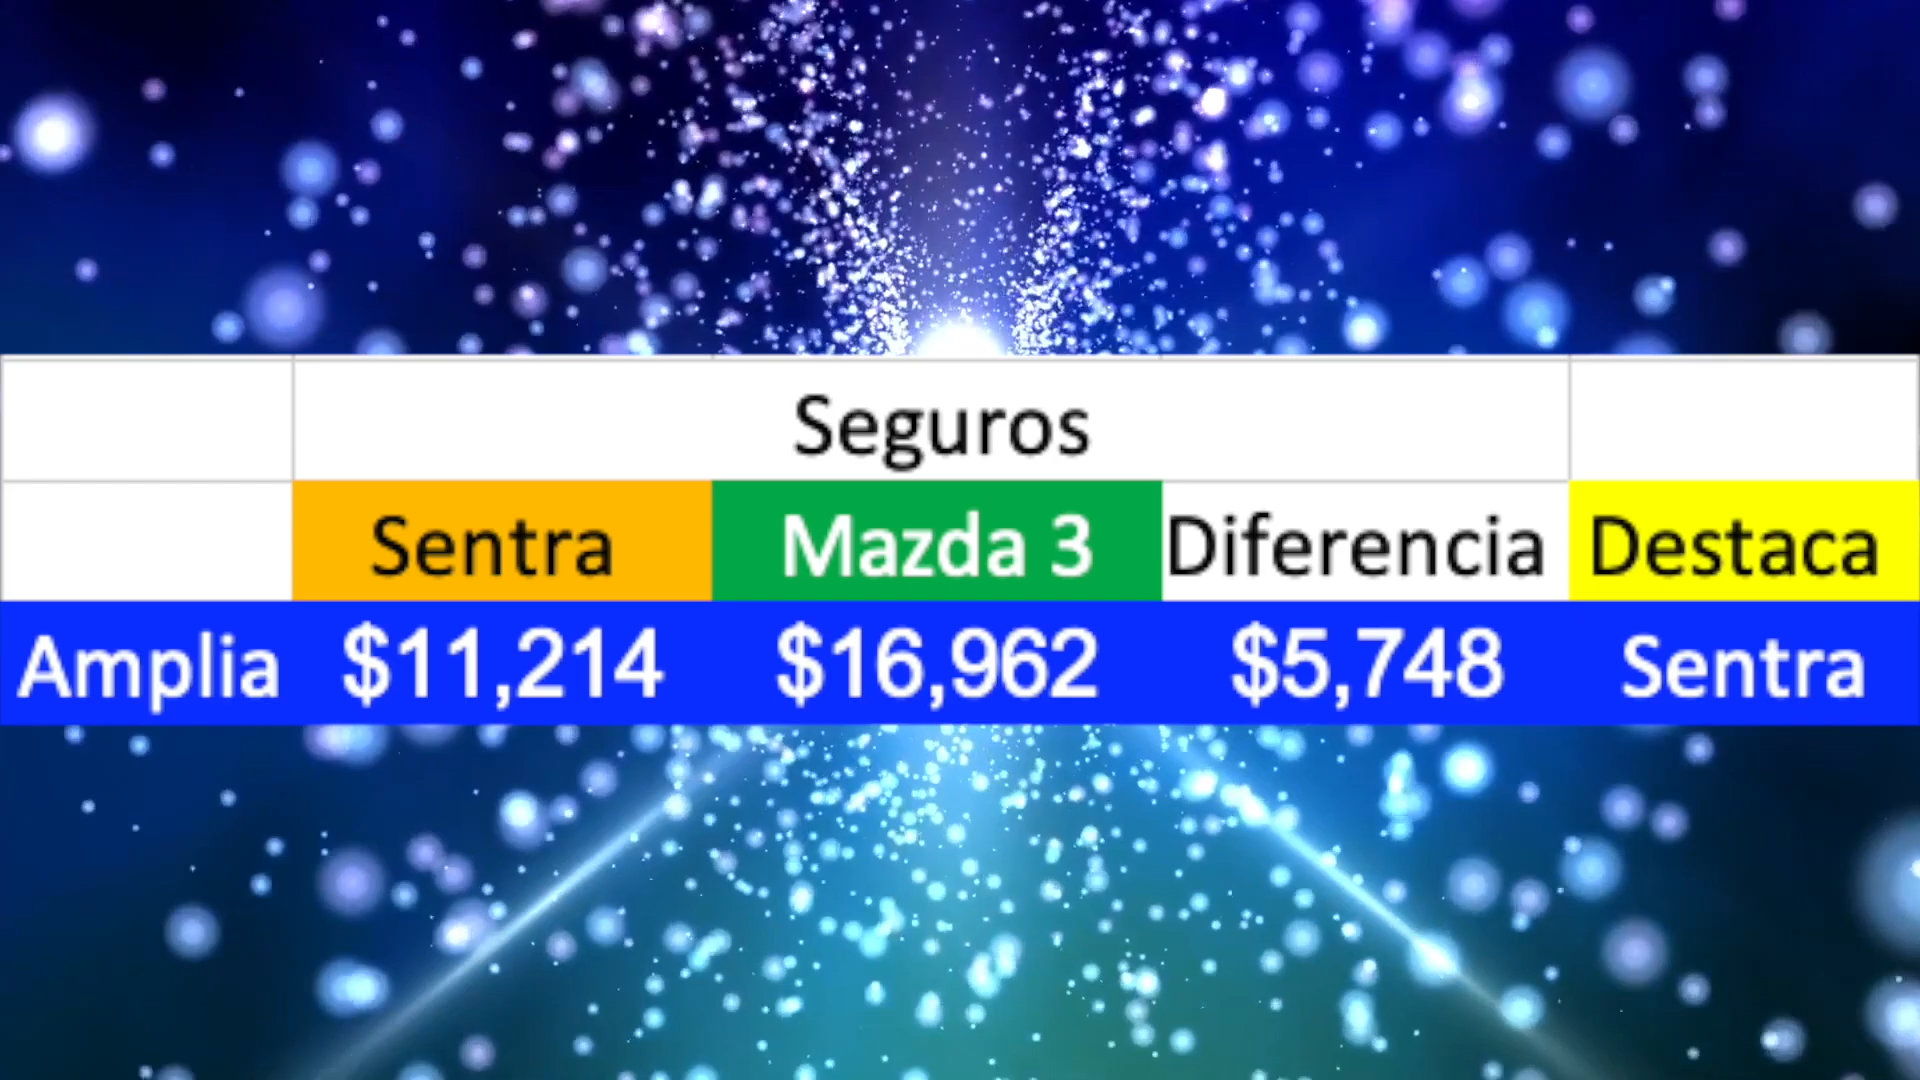 Seguros
Sentra Mazda 3 Diferencia Destaca
Amplia $11,214 $16,962 $5,748 Sentra